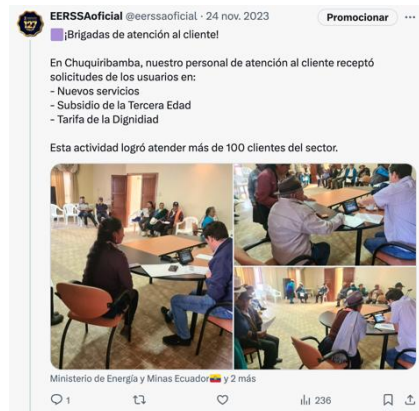 EERSSAoficial @eerssaoficial · 24 nov. 2023 Promocionar ...
¡Brigadas de atención al cliente!
En Chuquiribamba, nuestro personal de atención al cliente receptó
solicitudes de los usuarios en:
- Nuevos servicios
- Subsidio de la Tercera Edad
- Tarifa de la Dignidiad
Esta actividad logró atender más de 100 clientes del sector.
Ministerio de Energía y Minas Ecuador🇪🇨 y 2 más
1 236